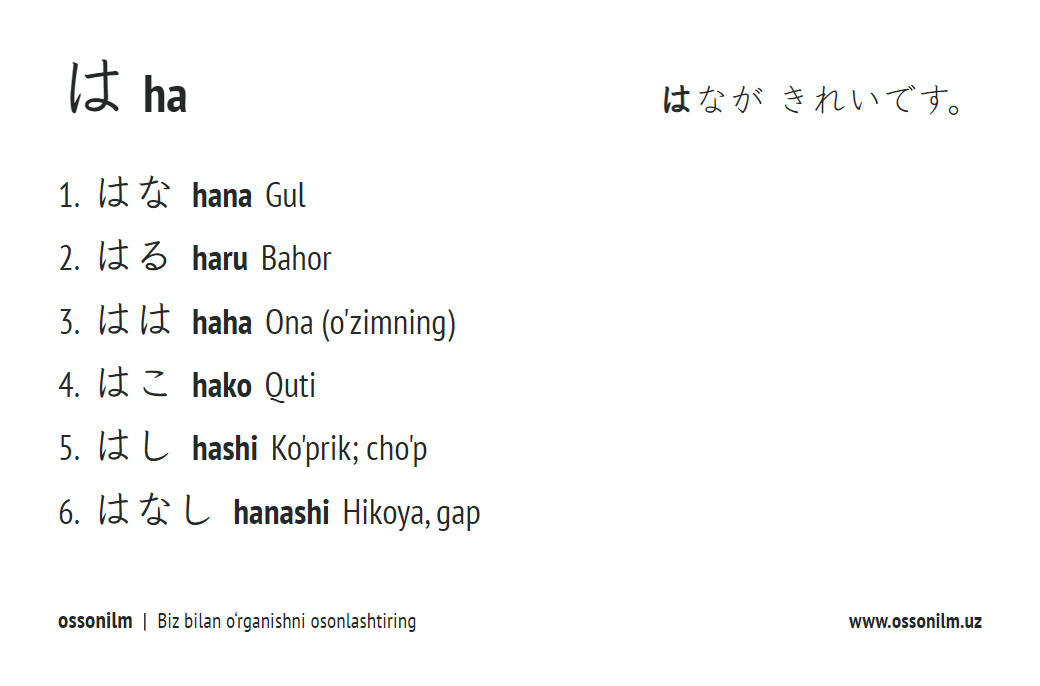 は ha
はなが きれいです。
1. はな hana Gul
2. はる haru Bahor
3. はは haha Ona (o'zimning)
4. はこ hako Quti
5. はし hashi Ko'prik; cho'p
6. はなし hanashi Hikoya, gap
ossonilm | Biz bilan o‘rganishni osonlashtiring
www.ossonilm.uz